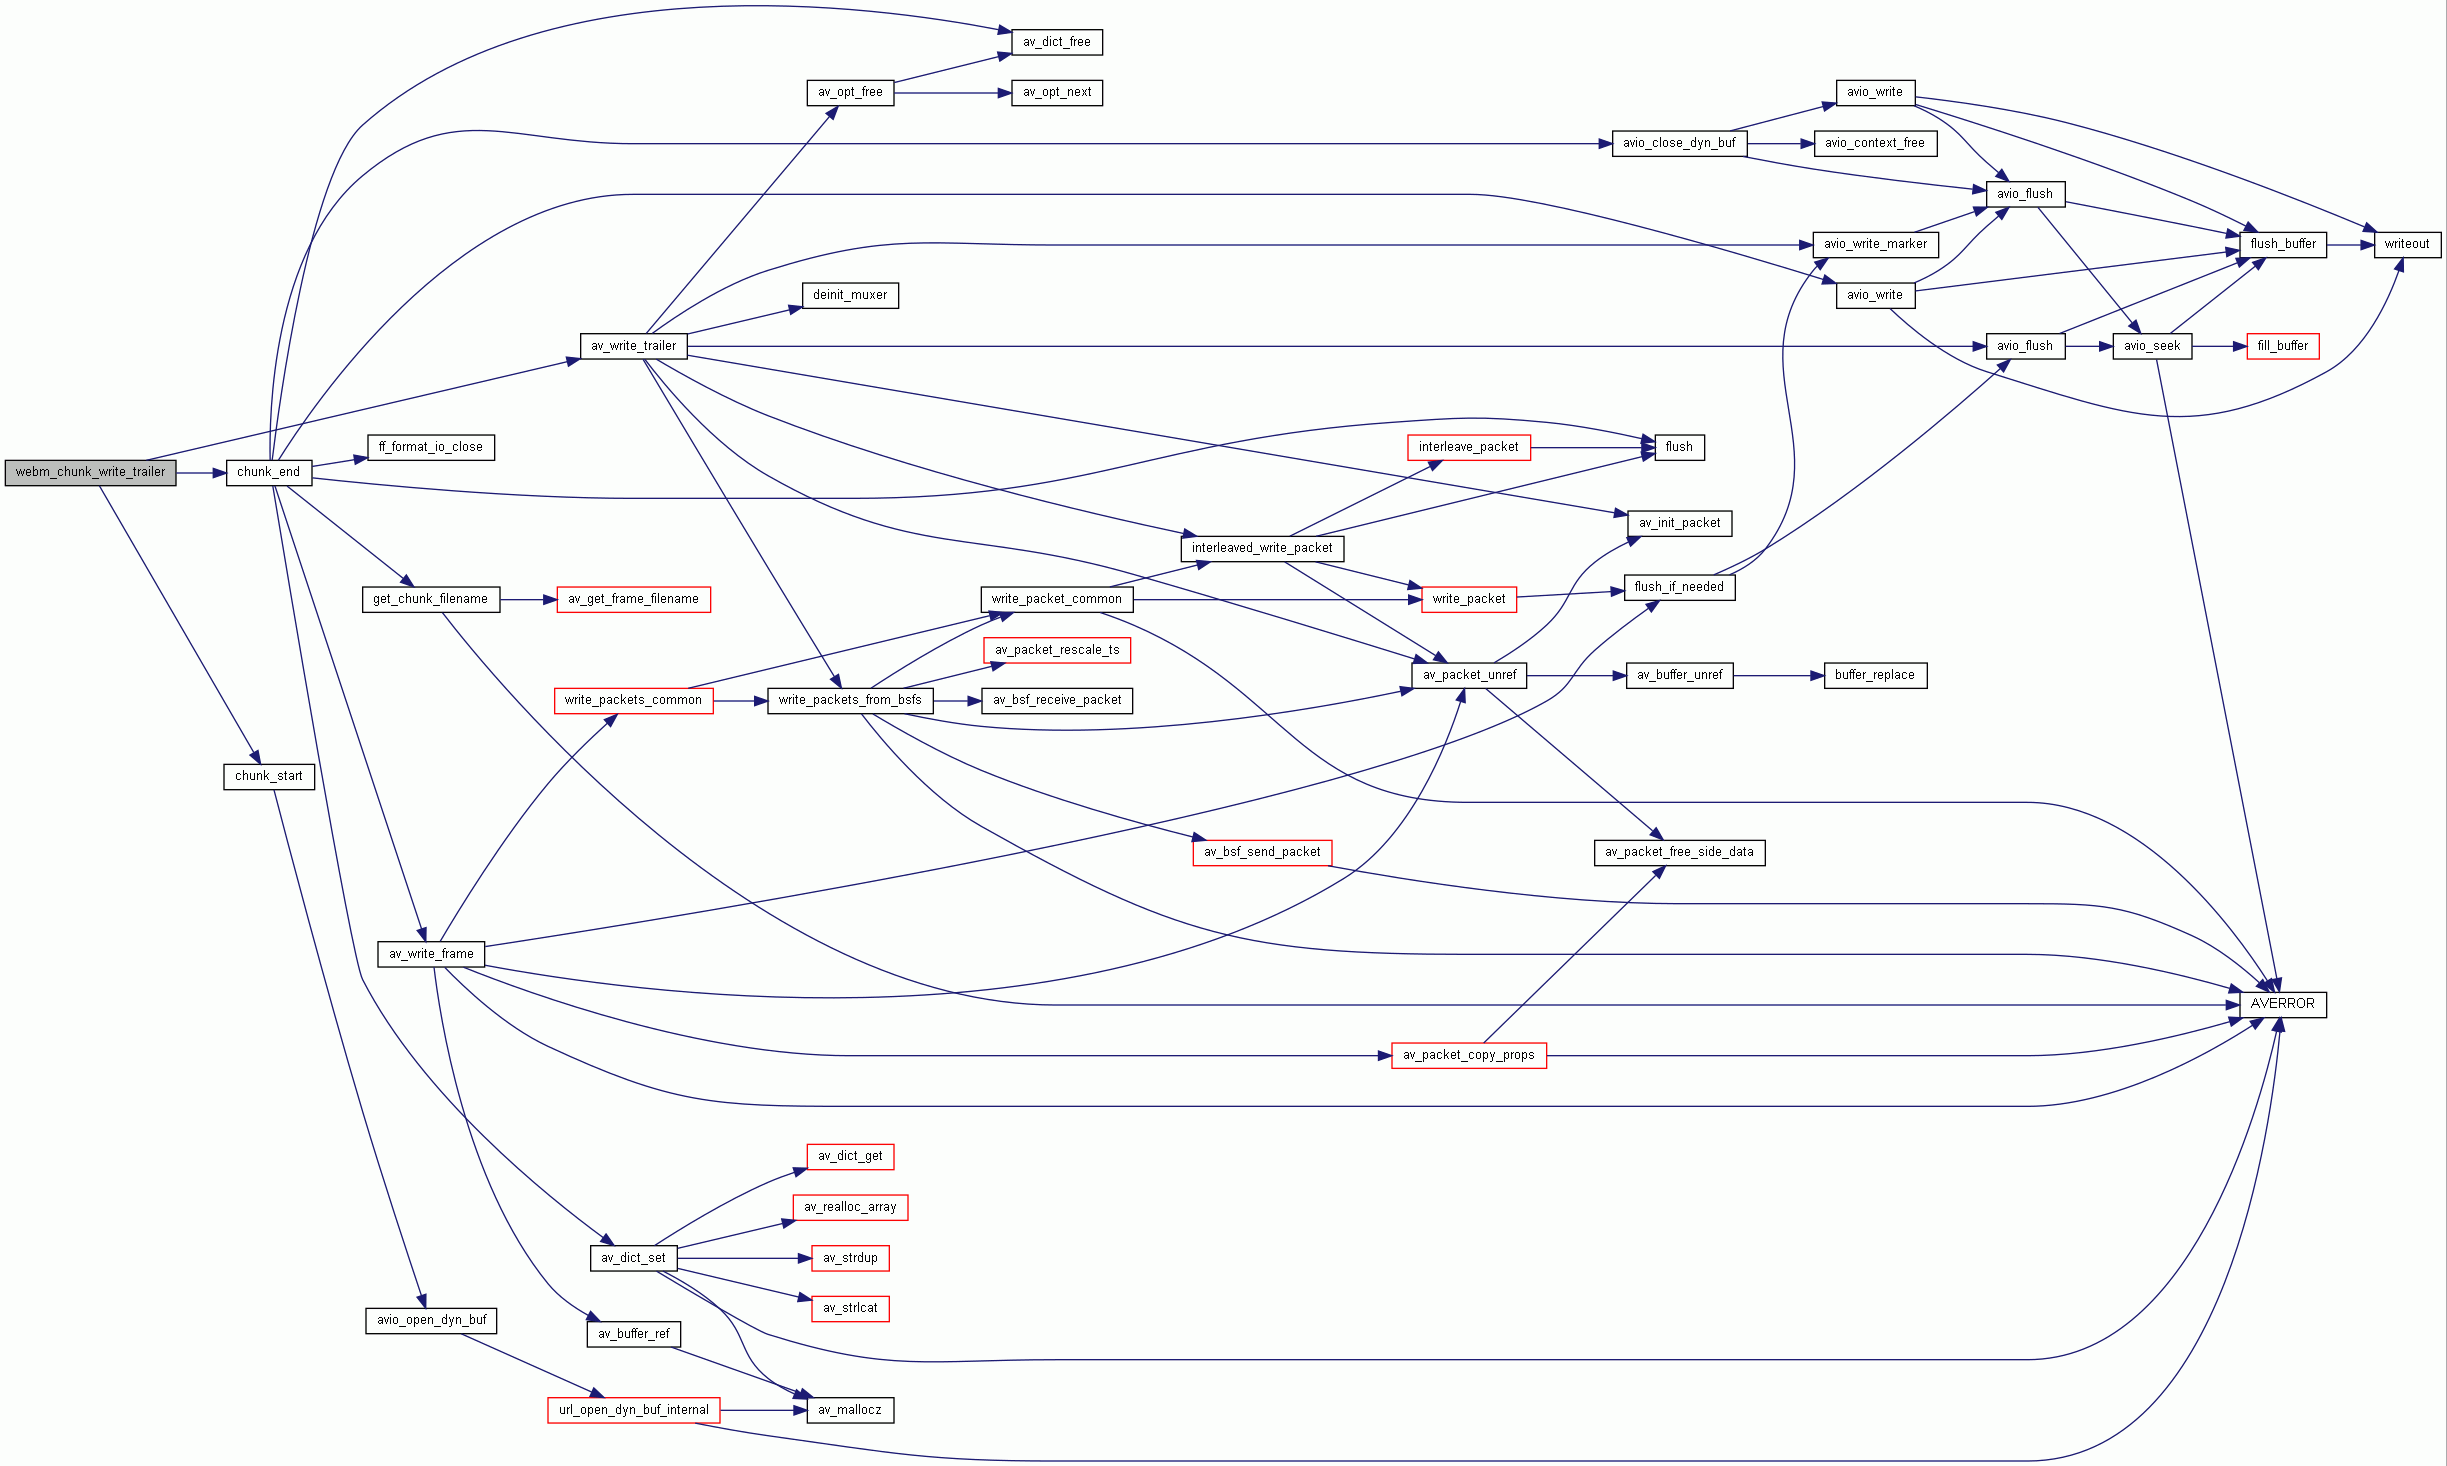 av_dict_free
av_opt_free
av_opt_next
avio_write
avio_close_dyn_buf
avio_context_free
avio_flush
avio_write_marker
flush_buffer
writeout
deinit_muxer
avio_write
av_write_trailer
avio_flush
avio_seek
fill_buffer
ff_format_io_close
interleave_packet
flush
webm_chunk_write_trailer
chunk_end
av_init_packet
interleaved_write_packet
flush_if_needed
get_chunk_filename
av_get_frame_filename
write_packet_common
write_packet
av_packet_rescale_ts
av_packet_unref
av_buffer_unref
buffer_replace
write_packets_common
write_packets_from_bsfs
av_bsf_receive_packet
chunk_start
av_bsf_send_packet
av_packet_free_side_data
av_write_frame
AVERROR
av_packet_copy_props
av_dict_get
av_realloc_array
av_dict_set
av_strdup
av_strlcat
avio_open_dyn_buf
av_buffer_ref
url_open_dyn_buf_internal
av_mallocz